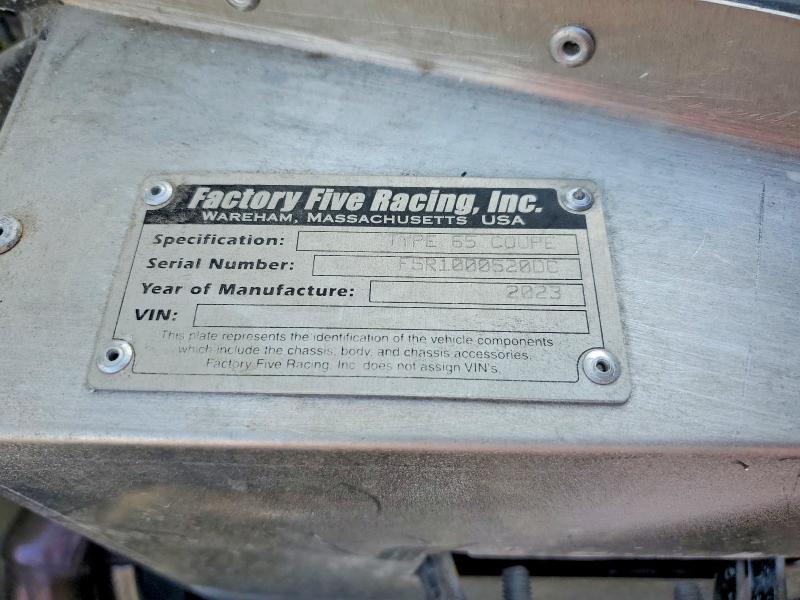 Factory Five Racing, Inc.
WAREHAM, MASSACHUSETTS USA
Specification: TYPE 65 COUPE
Serial Number: F5R1000520DC
Year of Manufacture: 2023
VIN:
This plate represents the identification of the vehicle components
which include the chassis, body, and chassis accessories.
Factory Five Racing, Inc. does not assign VIN's.